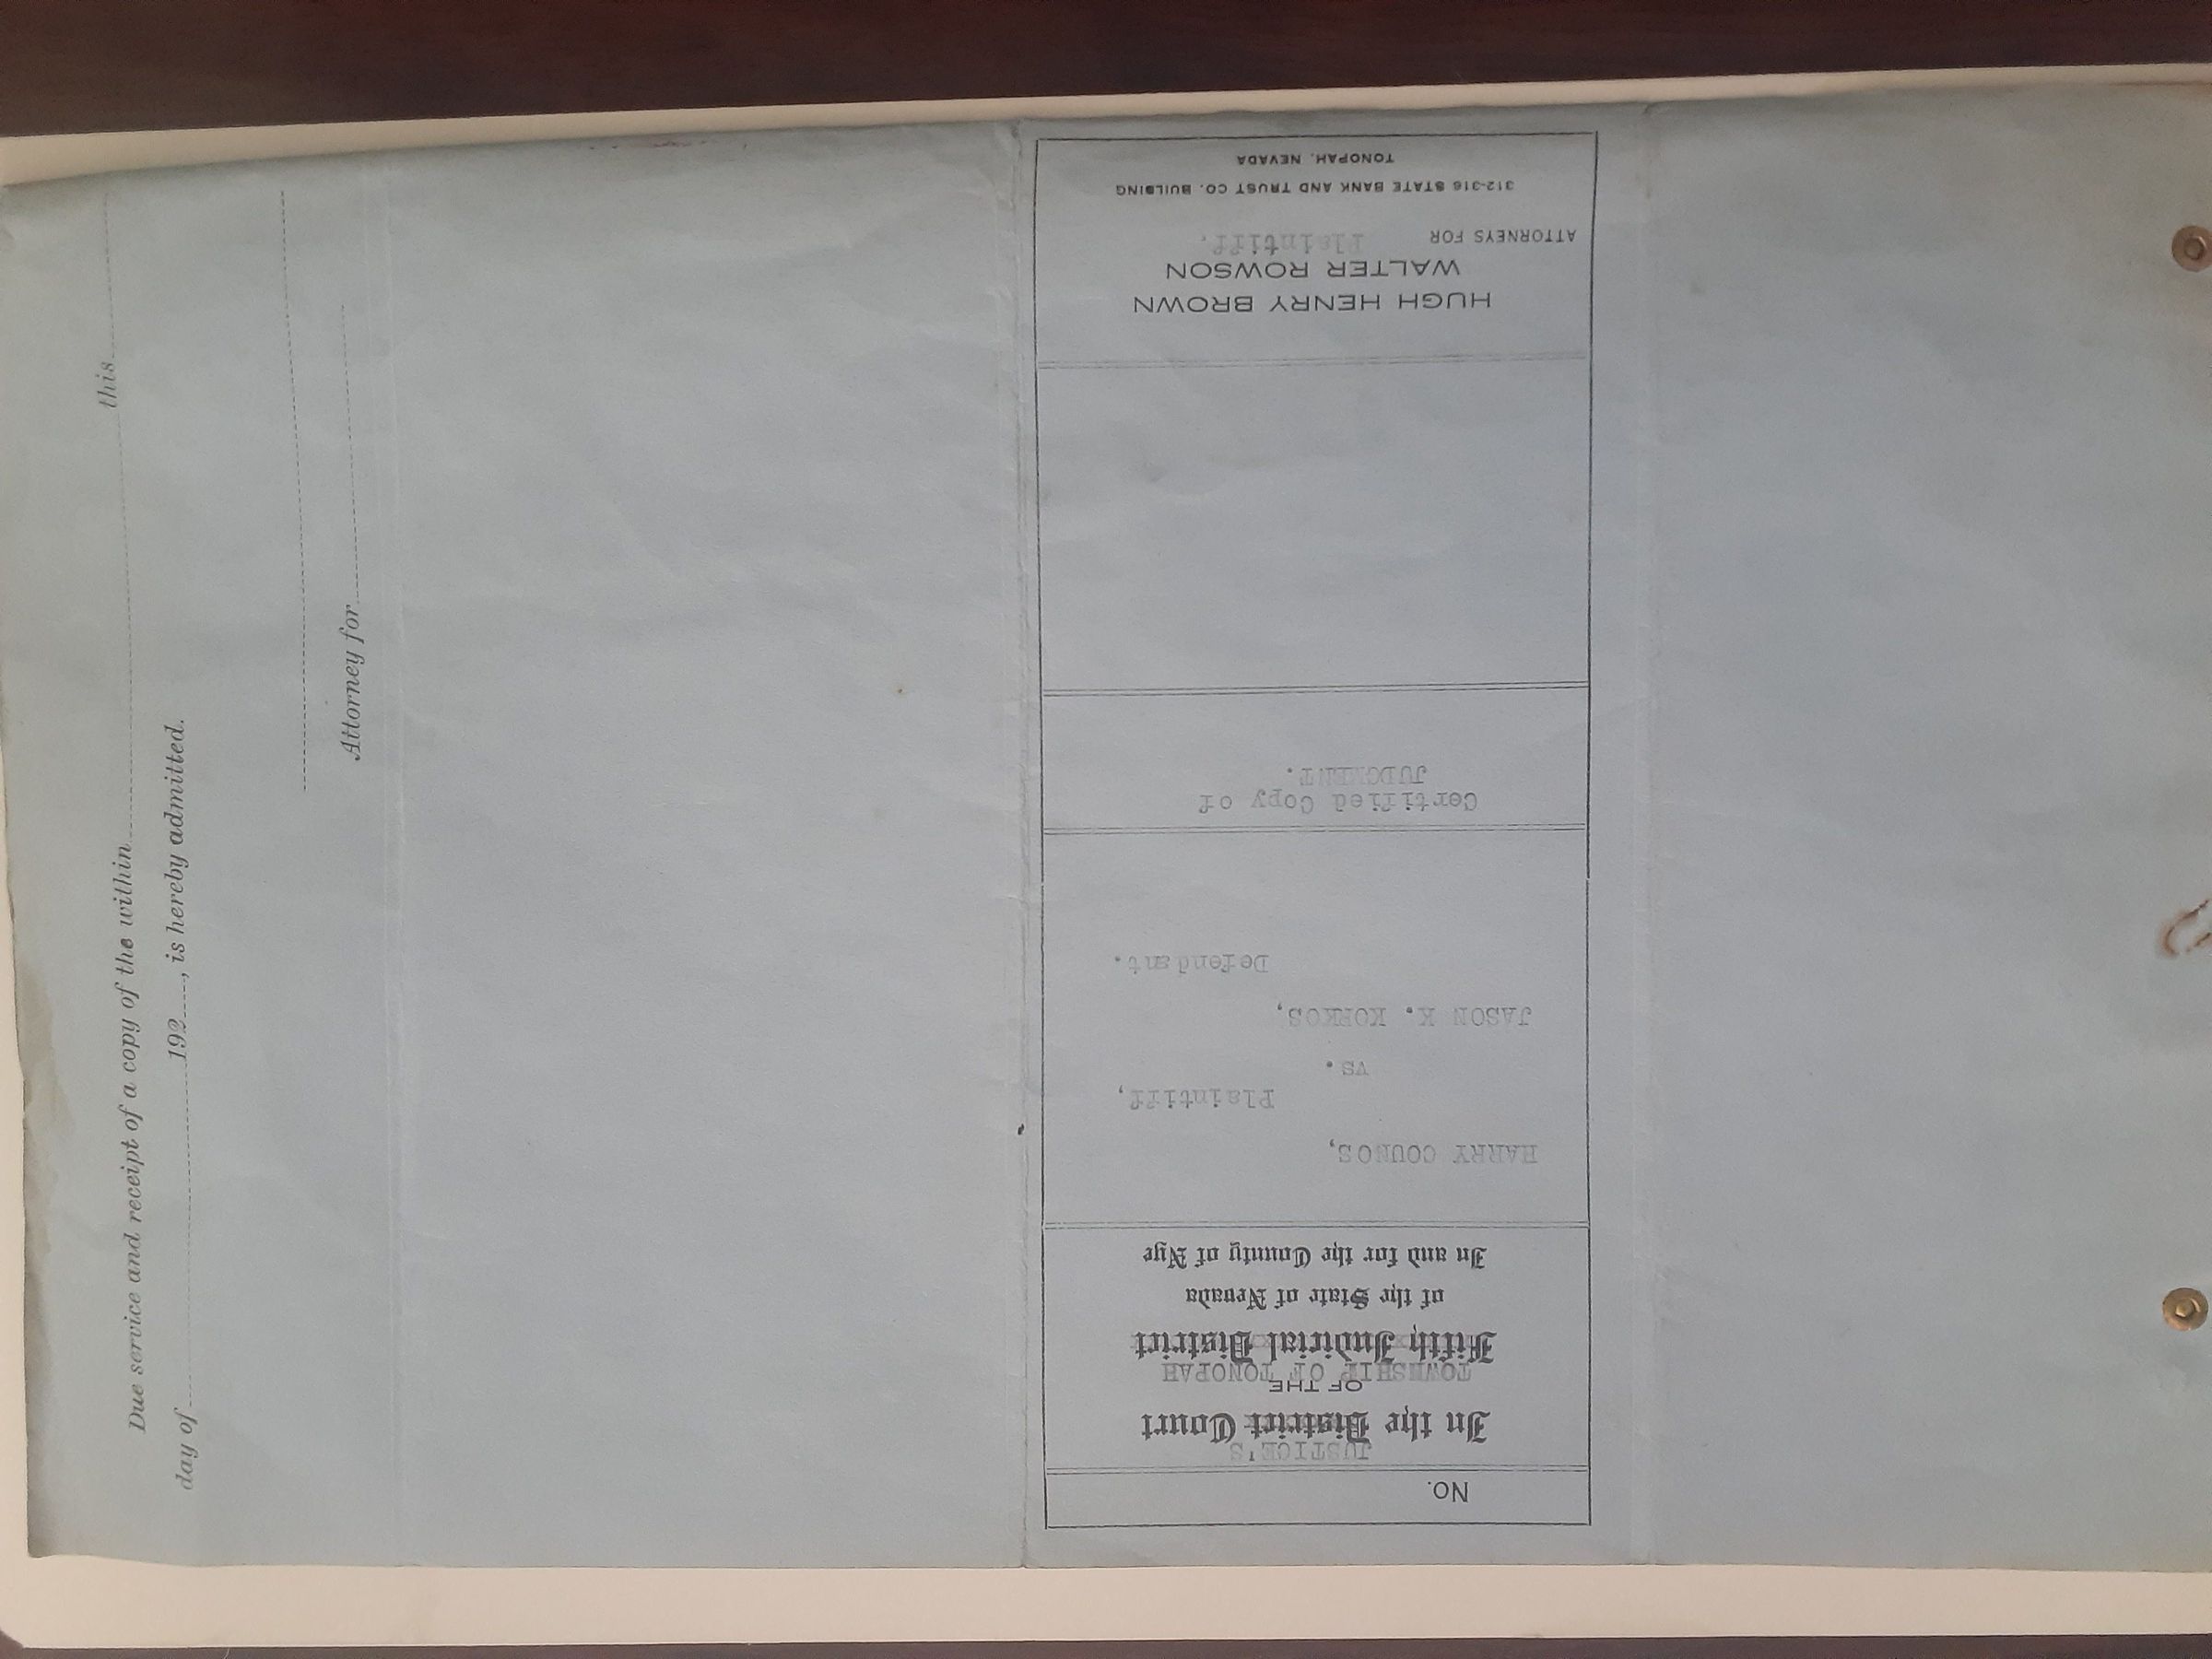 No.
JUSTICE'S
In the District Court
OF THE
TOWNSHIP OF TONOPAH
Fifth Judicial District
of the State of Nevada
In and for the County of Nye
HARRY COUNOS,
Plaintiff,
vs.
JASON K. KORKOS,
Defendant.
Certified Copy of
JUDGMENT.
HUGH HENRY BROWN
WALTER ROWSON
ATTORNEYS FOR Plaintiff.
312-316 STATE BANK AND TRUST CO. BUILDING
TONOPAH, NEVADA
Due service and receipt of a copy of the within this
day of 192 , is hereby admitted.
Attorney for